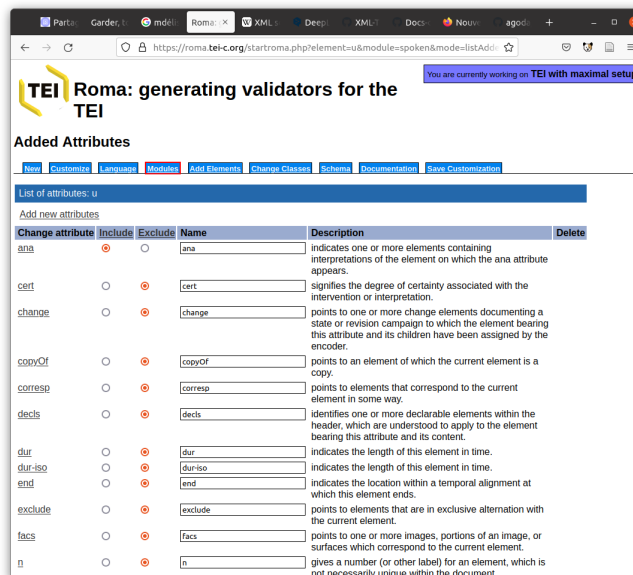 Partag Garder, t mdéli Roma: × W XML s DeepL XML-T Docs Nouve agoda + – □
https://roma.tei-c.org/startroma.php?element=u&module=spoken&mode=listAdde
You are currently working on TEI with maximal setup
TEI Roma: generating validators for the
TEI
Added Attributes
New Customize Language Modules Add Elements Change Classes Schema Documentation Save Customization
List of attributes: u
Add new attributes
Change attribute Include Exclude Name Description Delete
ana ana indicates one or more elements containing
interpretations of the element on which the ana attribute
appears.
cert cert signifies the degree of certainty associated with the
intervention or interpretation.
change change points to one or more change elements documenting a
state or revision campaign to which the element bearing
this attribute and its children have been assigned by the
encoder.
copyOf copyOf points to an element of which the current element is a
copy.
corresp corresp points to elements that correspond to the current
element in some way.
decls decls identifies one or more declarable elements within the
header, which are understood to apply to the element
bearing this attribute and its content.
dur dur indicates the length of this element in time.
dur-iso dur-iso indicates the length of this element in time.
end end indicates the location within a temporal alignment at
which this element ends.
exclude exclude points to elements that are in exclusive alternation with
the current element.
facs facs points to one or more images, portions of an image, or
surfaces which correspond to the current element.
n n gives a number (or other label) for an element, which is
not necessarily unique within the document.